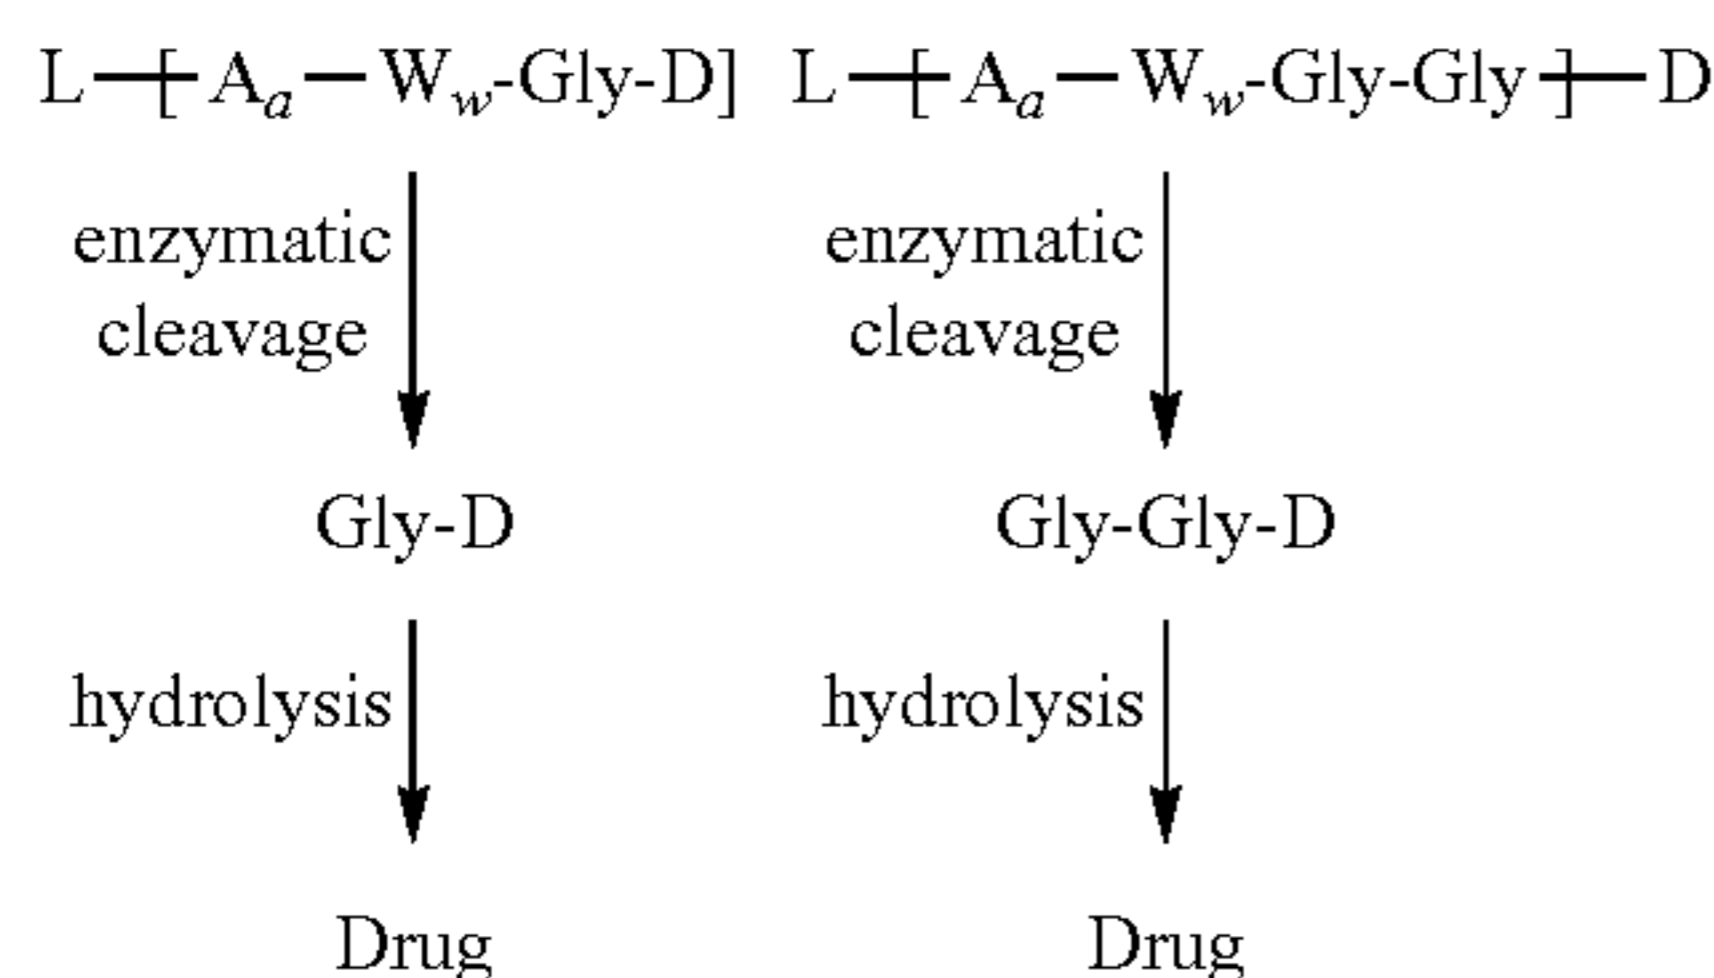 L—[ Aa — Ww-Gly-D]
L—[ Aa — Ww-Gly-Gly ]—D
enzymatic
cleavage
enzymatic
cleavage
Gly-D
Gly-Gly-D
hydrolysis
hydrolysis
Drug
Drug